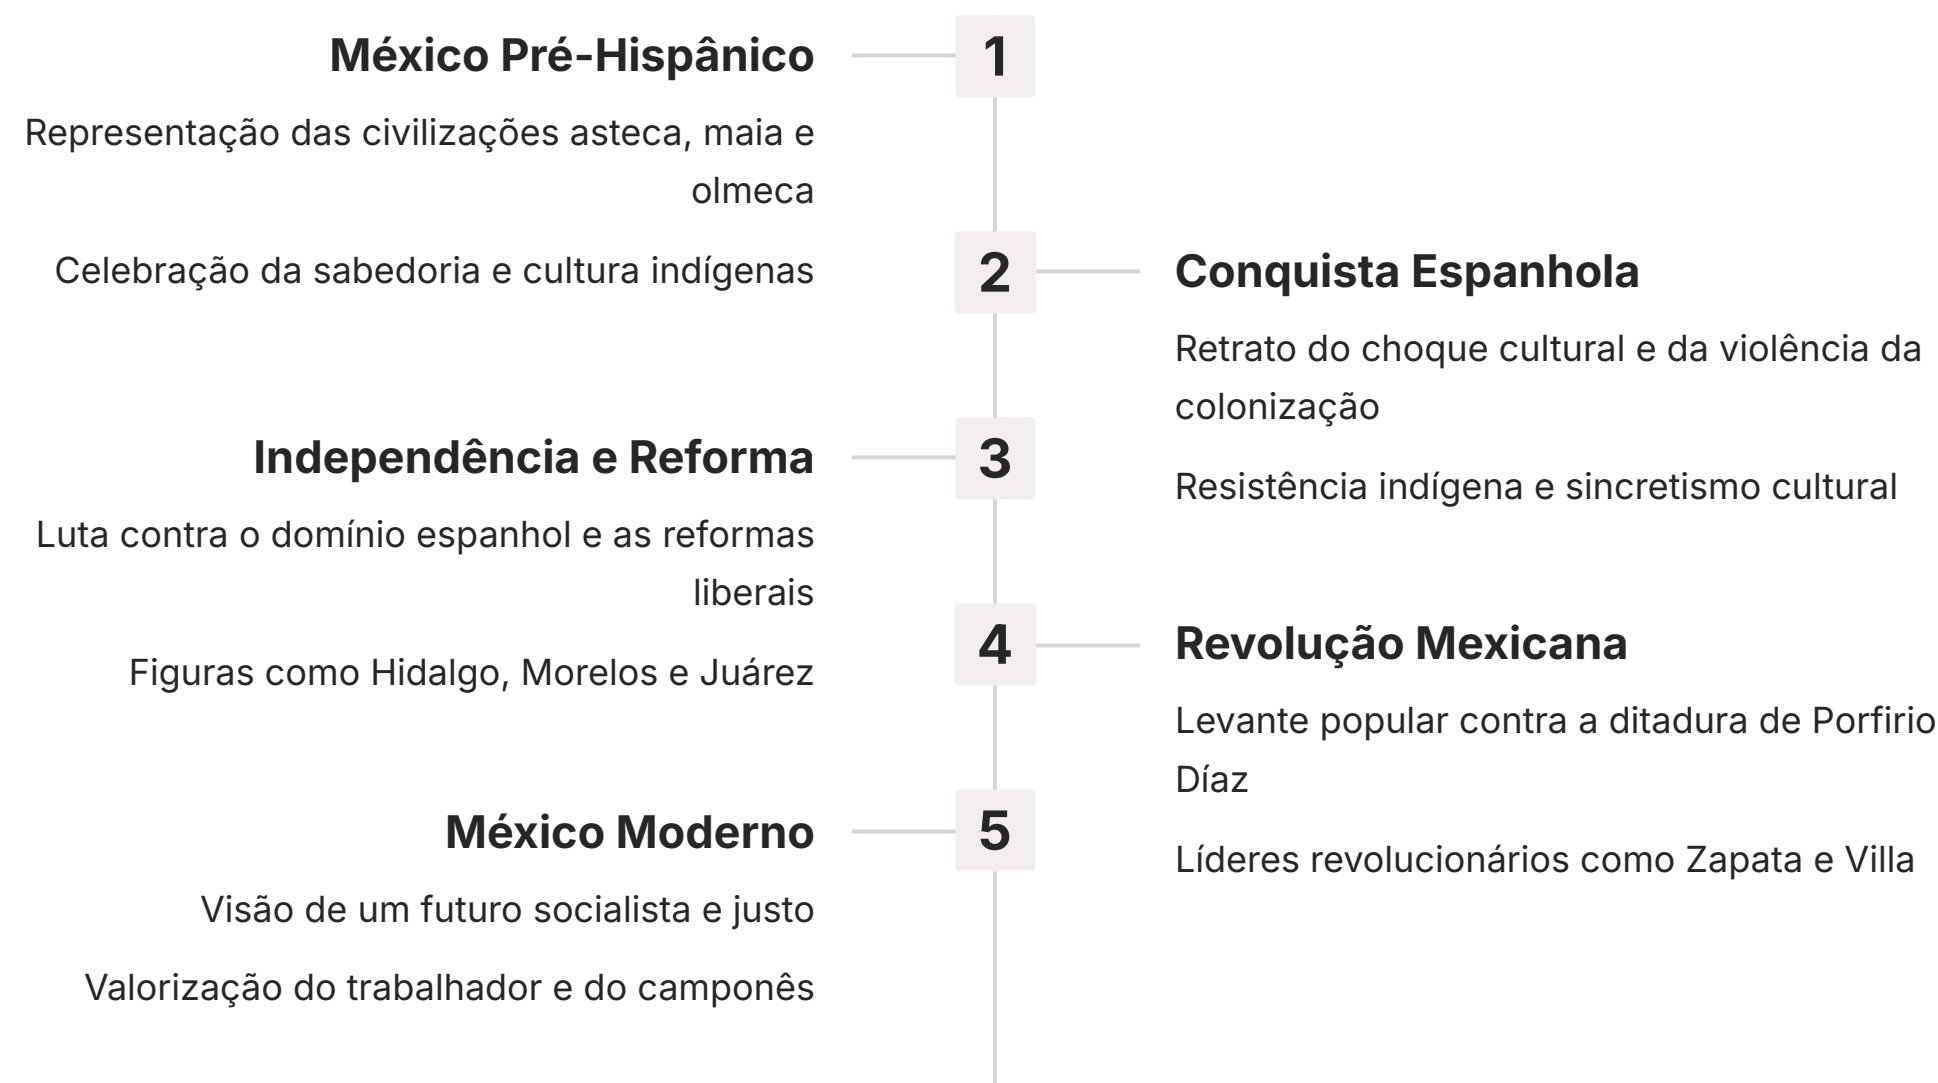 México Pré-Hispânico
1
Representação das civilizações asteca, maia e
olmeca
Celebração da sabedoria e cultura indígenas
2
Conquista Espanhola
Retrato do choque cultural e da violência da
colonização
Resistência indígena e sincretismo cultural
Independência e Reforma
3
Luta contra o domínio espanhol e as reformas
liberais
Figuras como Hidalgo, Morelos e Juárez
4
Revolução Mexicana
Levante popular contra a ditadura de Porfirio
Díaz
Líderes revolucionários como Zapata e Villa
México Moderno
5
Visão de um futuro socialista e justo
Valorização do trabalhador e do camponês